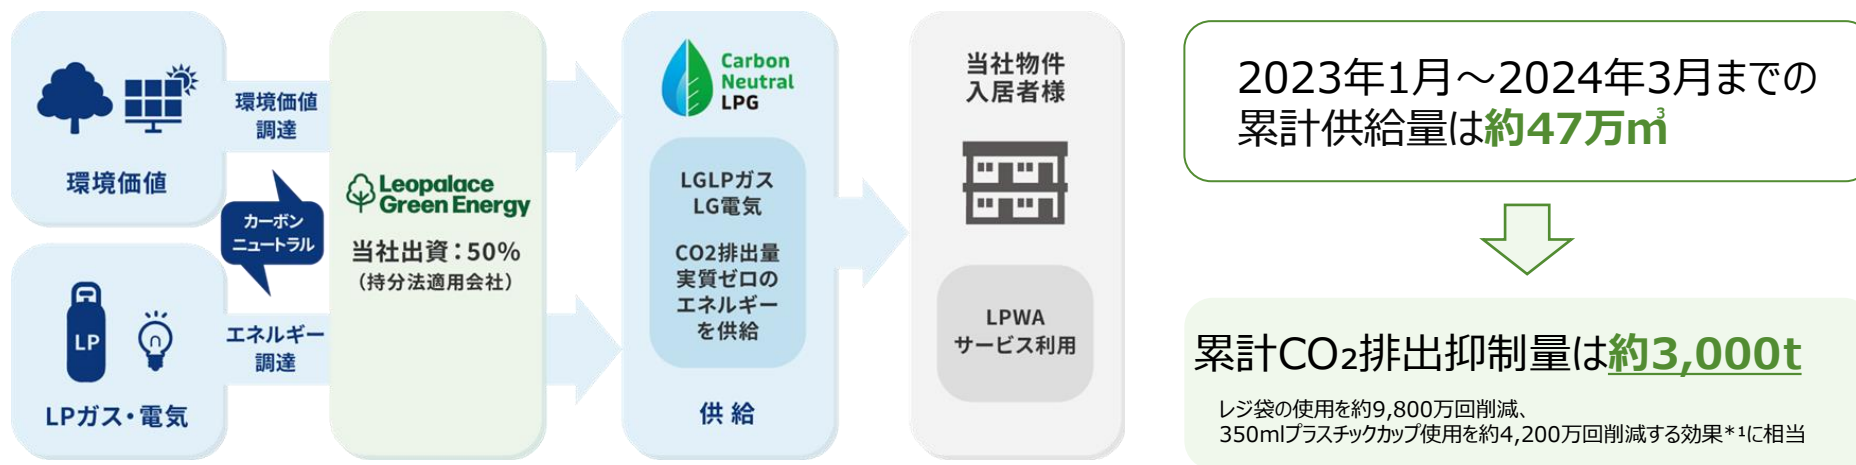 環境価値
環境価値
調達
カーボン
ニュートラル
LP
LPガス・電気
エネルギー
調達
Leopalace
Green Energy
当社出資：50%
（持分法適用会社）
Carbon
Neutral
LPG
LGLPガス
LG電気
CO2排出量
実質ゼロの
エネルギー
を供給
供 給
当社物件
入居者様
LPWA
サービス利用
2023年1月～2024年3月までの
累計供給量は約47万㎥
累計CO₂排出抑制量は約3,000t
レジ袋の使用を約9,800万回削減、
350mlプラスチックカップ使用を約4,200万回削減する効果*¹に相当